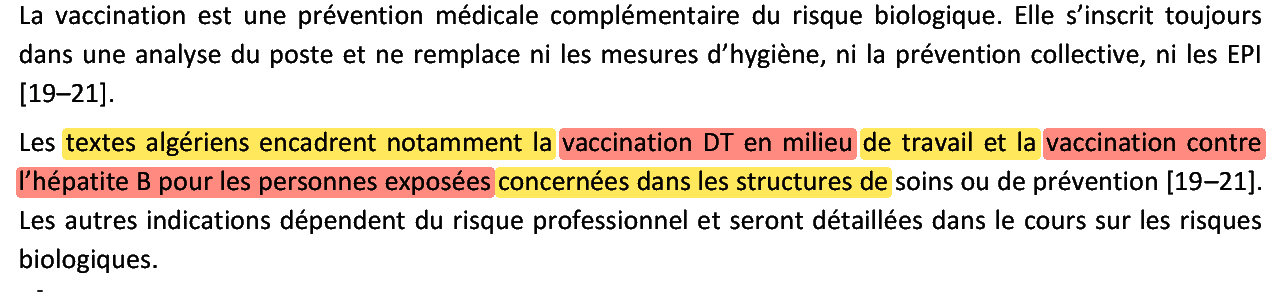 La vaccination est une prévention médicale complémentaire du risque biologique. Elle s’inscrit toujours
dans une analyse du poste et ne remplace ni les mesures d’hygiène, ni la prévention collective, ni les EPI
[19–21].
Les textes algériens encadrent notamment la vaccination DT en milieu de travail et la vaccination contre
l’hépatite B pour les personnes exposées concernées dans les structures de soins ou de prévention [19–21].
Les autres indications dépendent du risque professionnel et seront détaillées dans le cours sur les risques
biologiques.